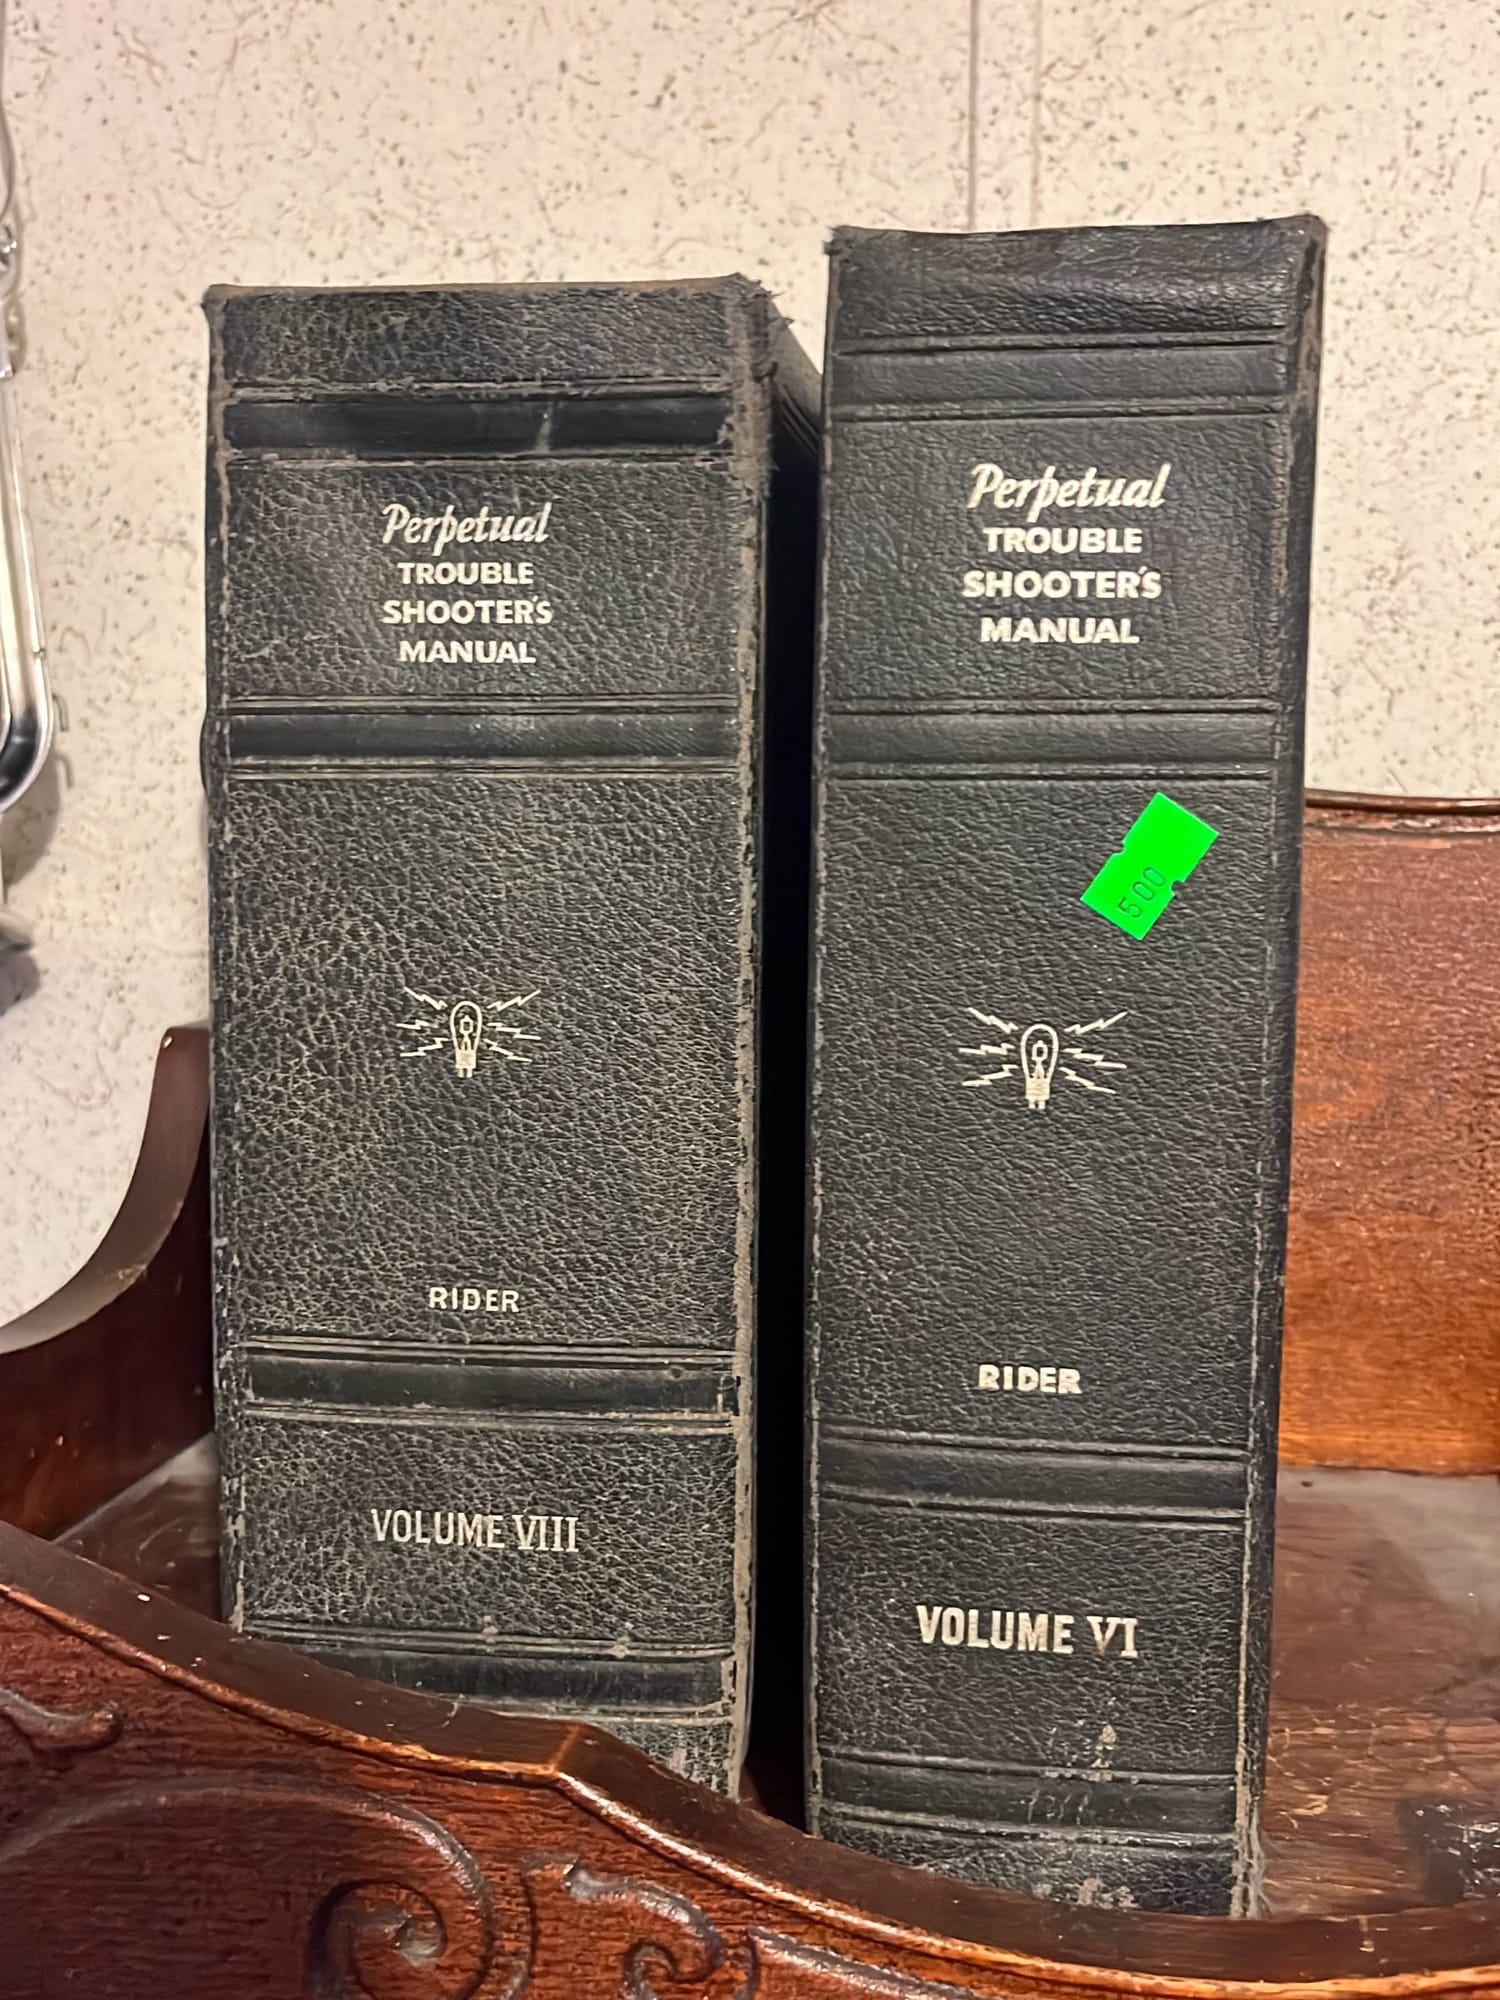 Perpetual
TROUBLE
SHOOTER'S
MANUAL
RIDER
VOLUME VIII
Perpetual
TROUBLE
SHOOTER'S
MANUAL
500
RIDER
VOLUME VI